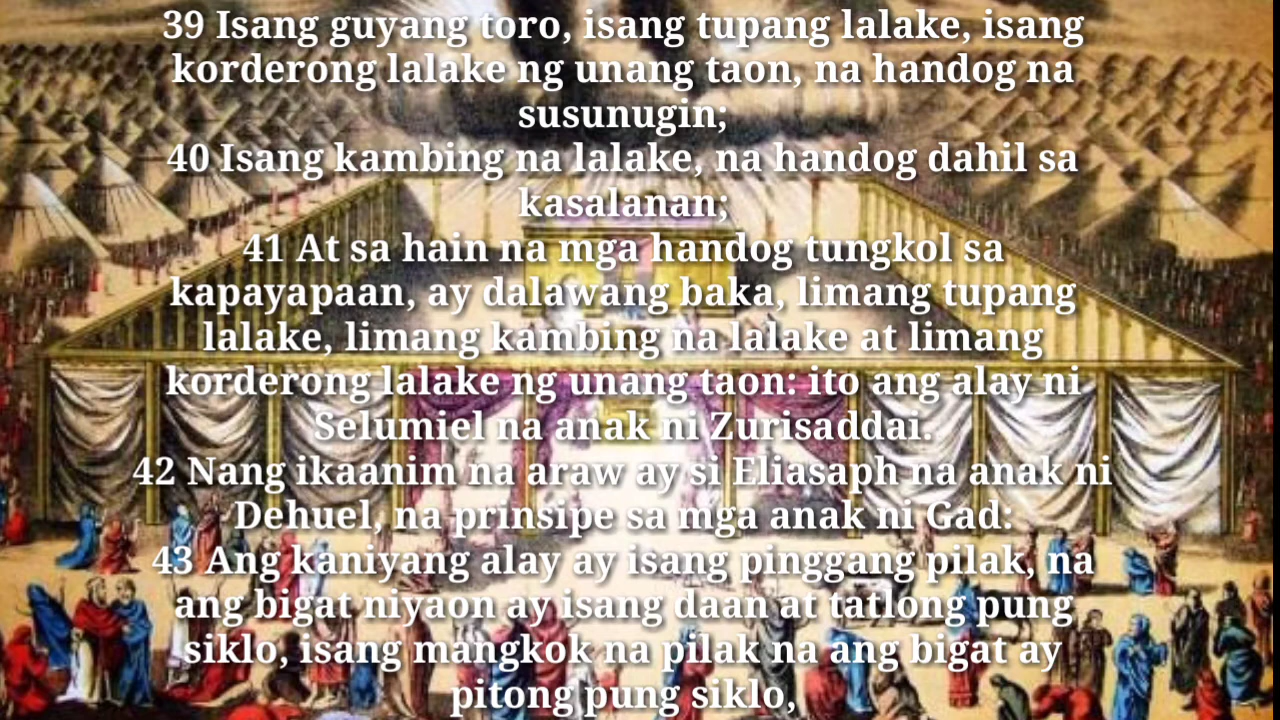 39 Isang guyang toro, isang tupang lalake, isang
korderong lalake ng unang taon, na handog na
susunugin;
40 Isang kambing na lalake, na handog dahil sa
kasalanan;
41 At sa hain na mga handog tungkol sa
kapayapaan, ay dalawang baka, limang tupang
lalake, limang kambing na lalake at limang
korderong lalake ng unang taon: ito ang alay ni
Selumiel na anak ni Zurisaddai.
42 Nang ikaanim na araw ay si Eliasaph na anak ni
Dehuel, na prinsipe sa mga anak ni Gad:
43 Ang kaniyang alay ay isang pinggang pilak, na
ang bigat niyaon ay isang daan at tatlong pung
siklo, isang mangkok na pilak na ang bigat ay
pitong pung siklo,